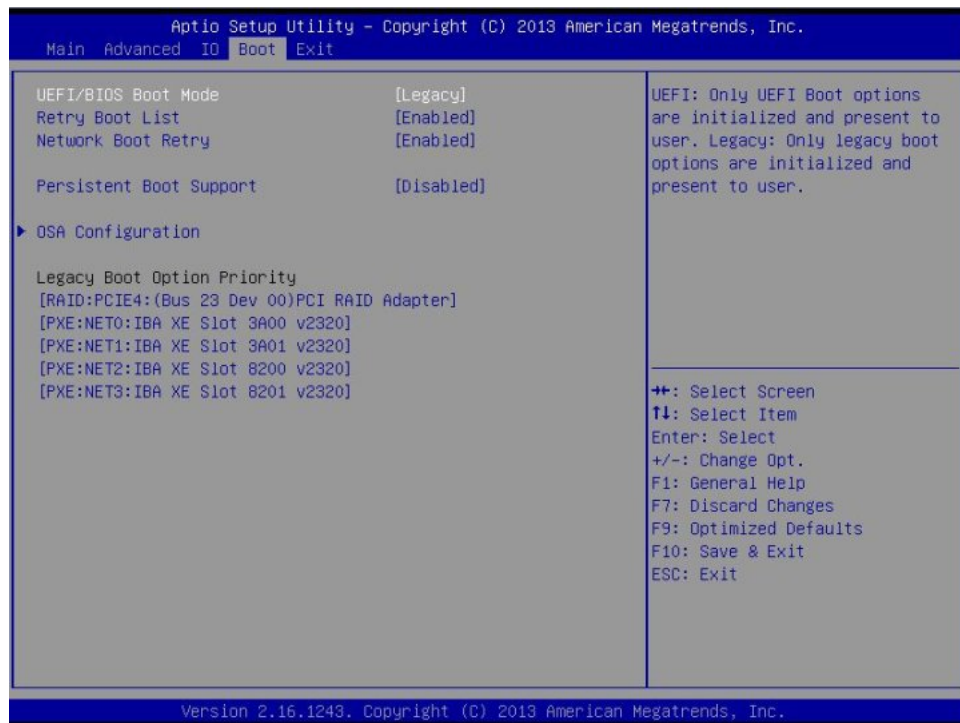 Aptio Setup Utility – Copyright (C) 2013 American Megatrends, Inc.
Main Advanced IO Boot Exit
UEFI/BIOS Boot Mode [Legacy]
Retry Boot List [Enabled]
Network Boot Retry [Enabled]
Persistent Boot Support [Disabled]
OSA Configuration
Legacy Boot Option Priority
[RAID:PCIE4:(Bus 23 Dev 00)PCI RAID Adapter]
[PXE:NET0:IBA XE Slot 3A00 v2320]
[PXE:NET1:IBA XE Slot 3A01 v2320]
[PXE:NET2:IBA XE Slot 8200 v2320]
[PXE:NET3:IBA XE Slot 8201 v2320]
UEFI: Only UEFI Boot options
are initialized and present to
user. Legacy: Only legacy boot
options are initialized and
present to user.
→←: Select Screen
↑↓: Select Item
Enter: Select
+/-: Change Opt.
F1: General Help
F7: Discard Changes
F9: Optimized Defaults
F10: Save & Exit
ESC: Exit
Version 2.16.1243. Copyright (C) 2013 American Megatrends, Inc.